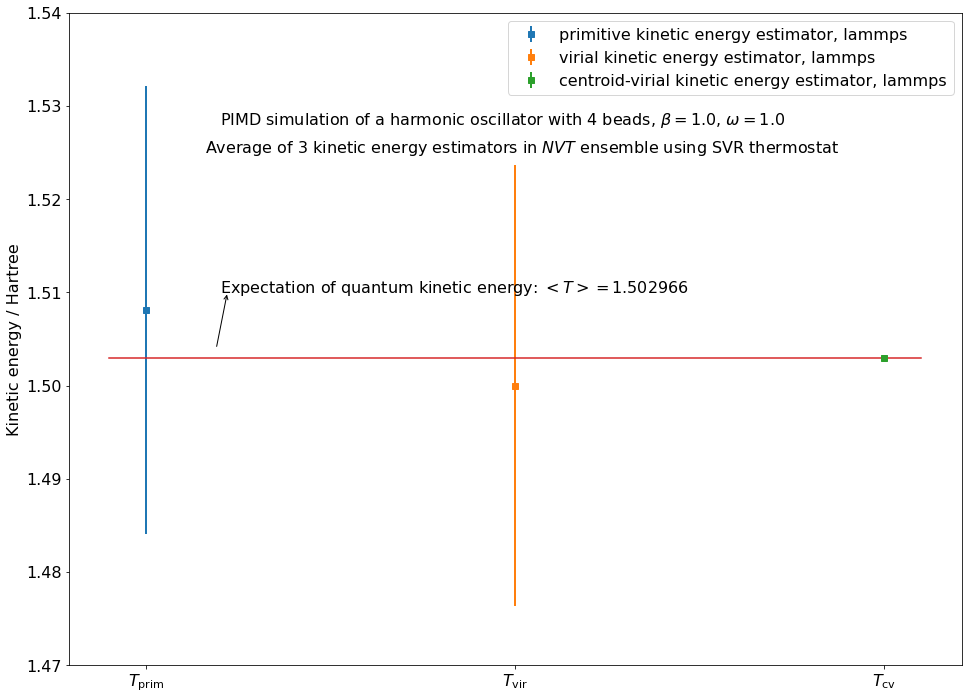 1.54
primitive kinetic energy estimator, lammps
virial kinetic energy estimator, lammps
centroid-virial kinetic energy estimator, lammps
1.53
PIMD simulation of a harmonic oscillator with 4 beads, β = 1.0, ω = 1.0
Average of 3 kinetic energy estimators in NVT ensemble using SVR thermostat
1.52
1.51
Expectation of quantum kinetic energy: < T > = 1.502966
1.50
1.49
1.48
1.47
Kinetic energy / Hartree
T_prim
T_vir
T_cv